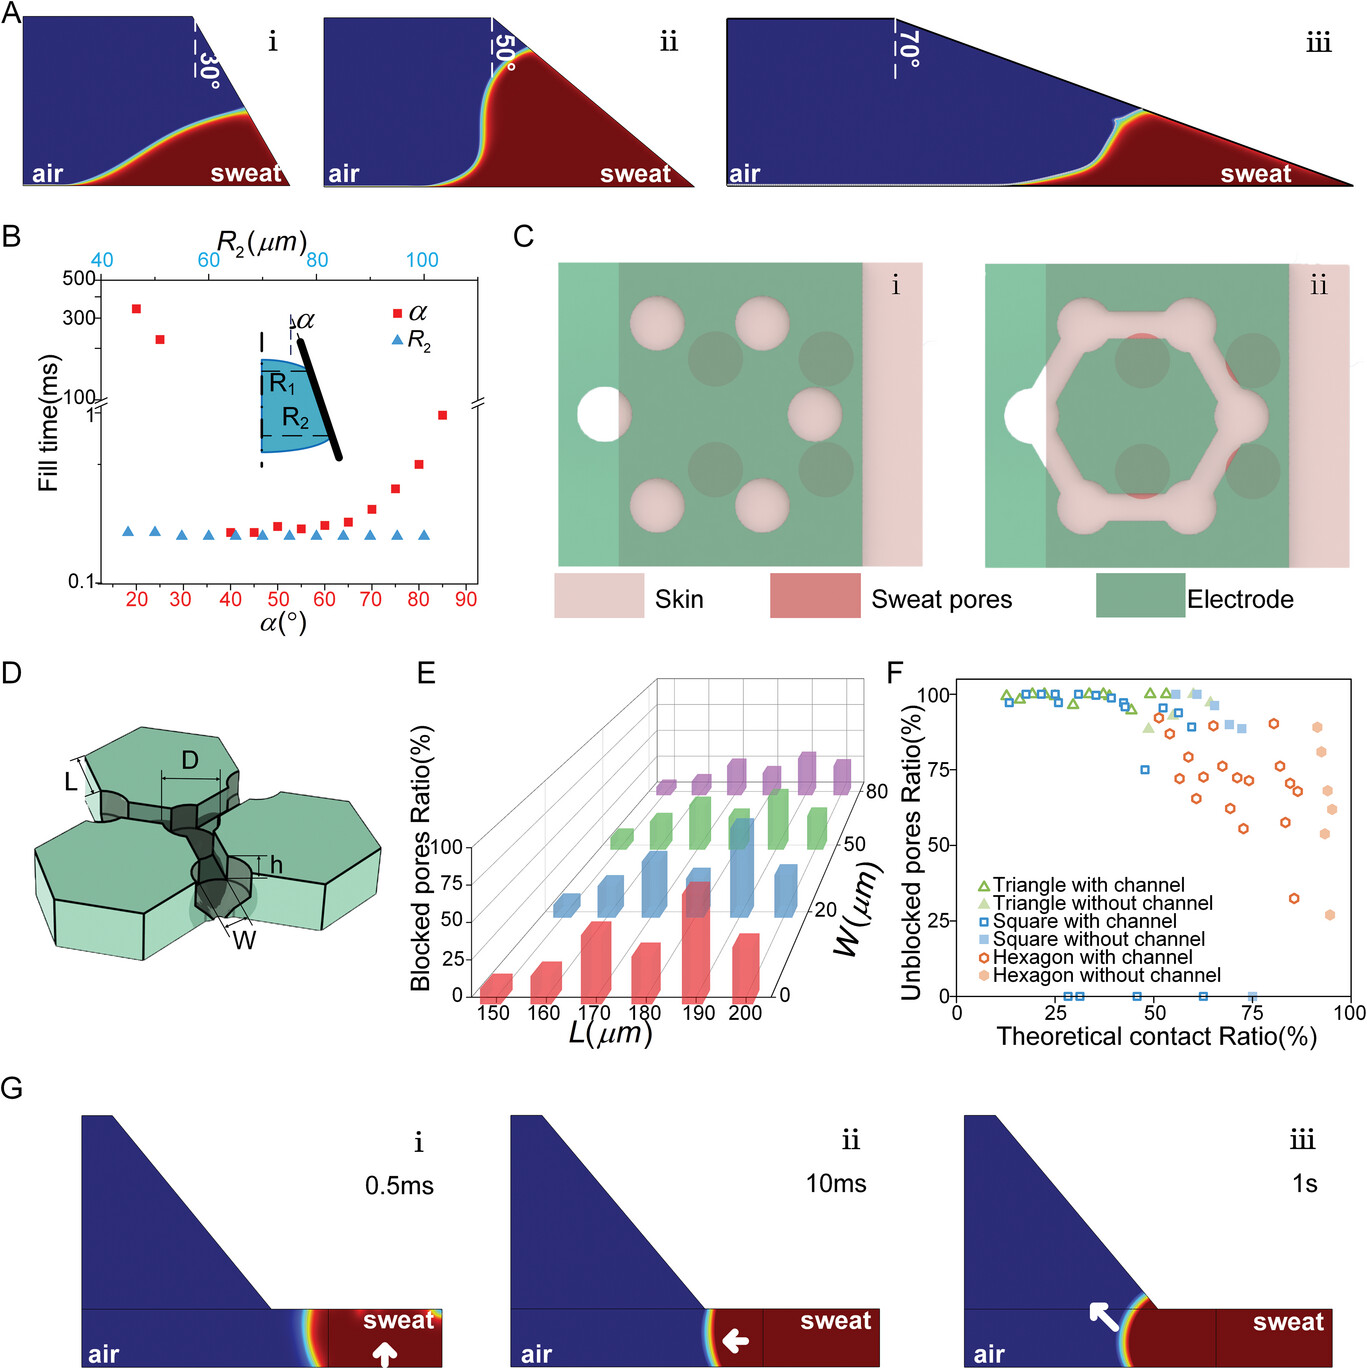 A
i
30°
air
sweat
ii
50°
air
sweat
iii
70°
air
sweat
B
R2(μm)
40 60 80 100
500
300
100
1
0.1
Fill time(ms)
α
R2
α
R1
R2
20 30 40 50 60 70 80 90
α(°)
C
i
ii
Skin
Sweat pores
Electrode
D
L
D
h
W
E
Blocked pores Ratio(%)
100
75
50
25
0
150 160 170 180 190 200
L(μm)
0
20
50
80
W(μm)
F
Unblocked pores Ratio(%)
100
75
50
25
0
Triangle with channel
Triangle without channel
Square with channel
Square without channel
Hexagon with channel
Hexagon without channel
0 25 50 75 100
Theoretical contact Ratio(%)
G
i
0.5ms
air
sweat
ii
10ms
air
sweat
iii
1s
air
sweat